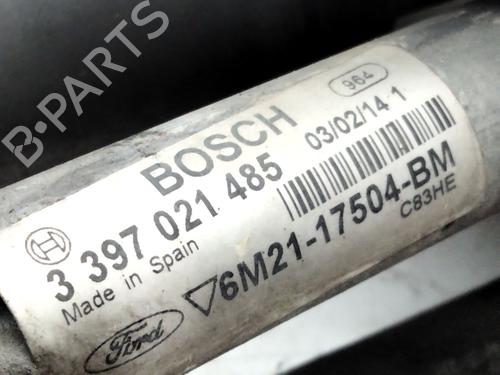 B-PARTS
964
BOSCH
03/02/14 1
3 397 021 485
Made in Spain
6M21-17504-BM
C83HE
Ford